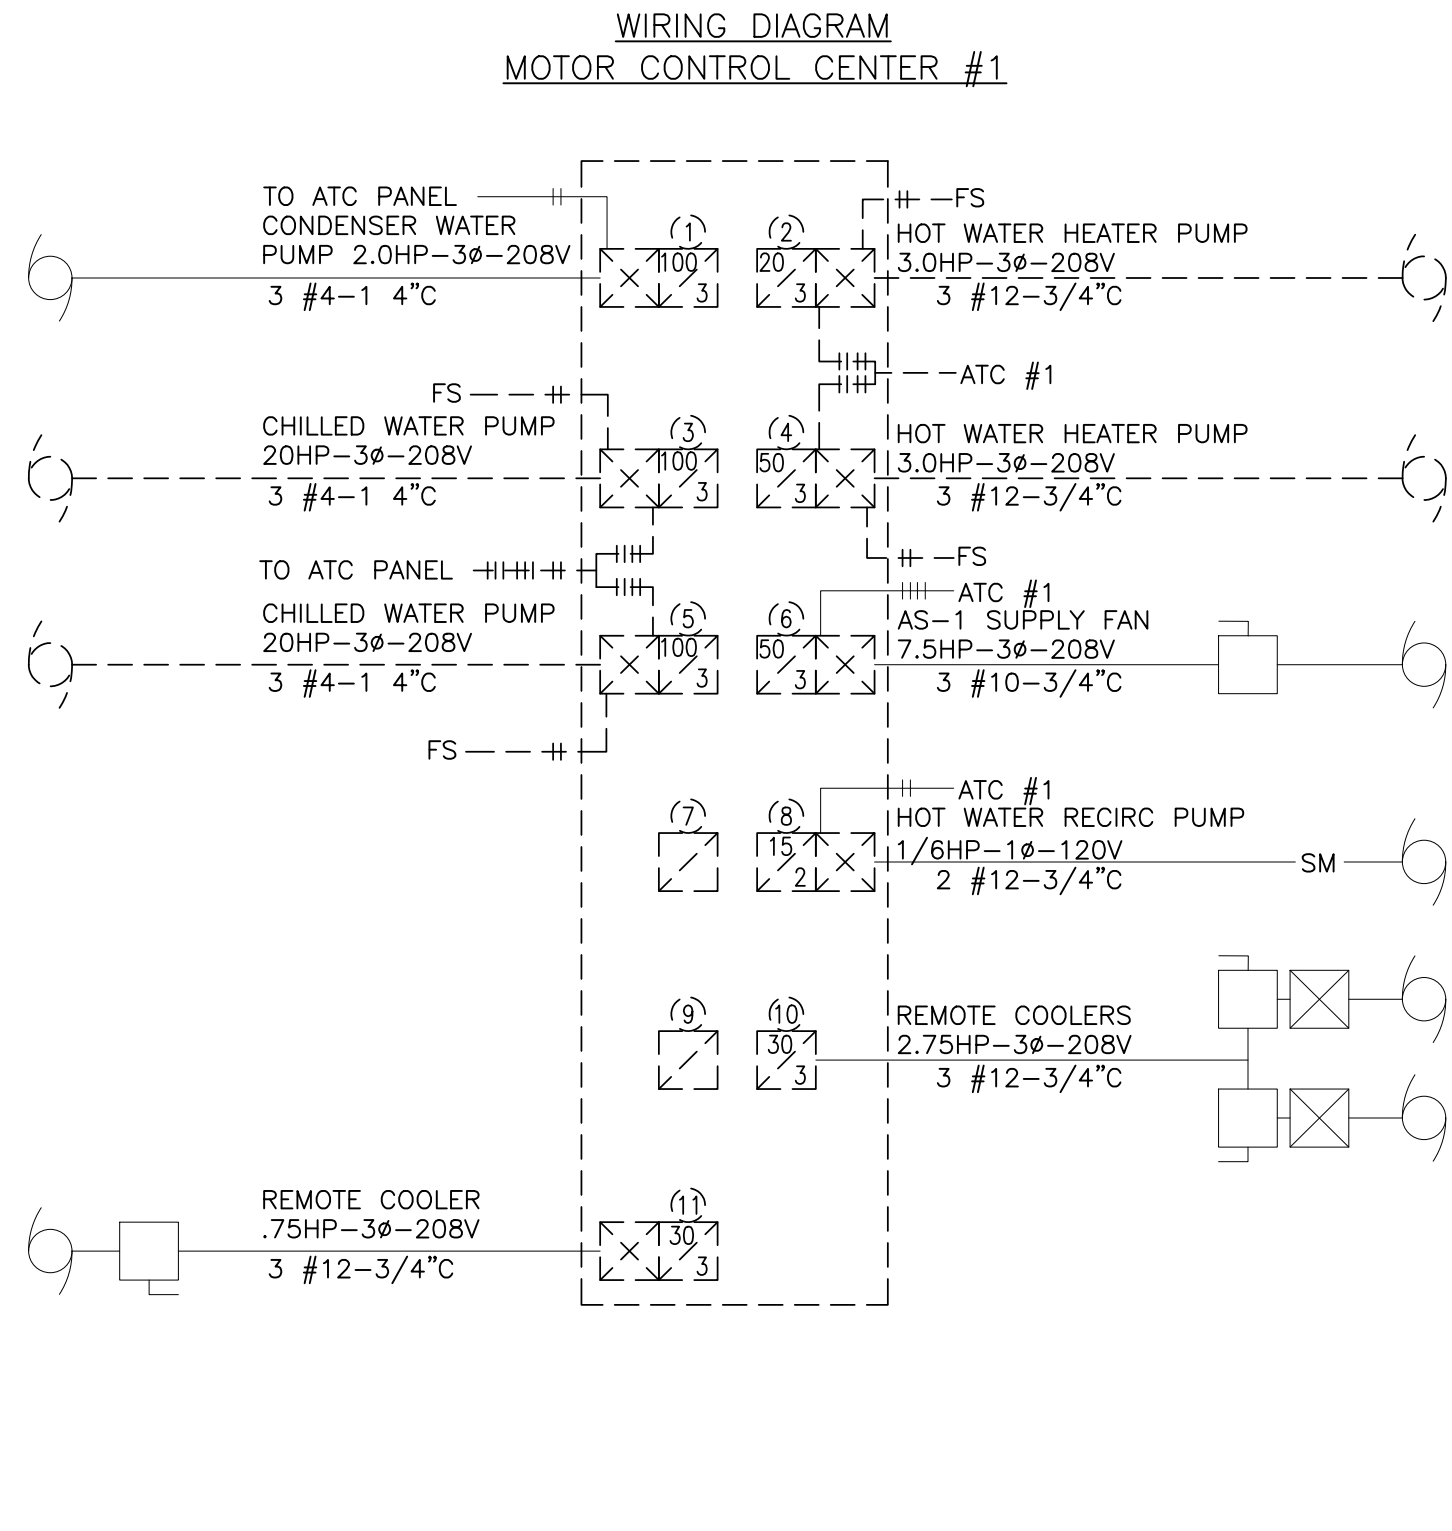 WIRING DIAGRAM
MOTOR CONTROL CENTER #1
TO ATC PANEL
CONDENSER WATER
PUMP 2.0HP-3ø-208V
3 #4-1 4"C
1
100
3
2
20
3
FS
HOT WATER HEATER PUMP
3.0HP-3ø-208V
3 #12-3/4"C
ATC #1
FS
CHILLED WATER PUMP
20HP-3ø-208V
3 #4-1 4"C
3
100
3
4
50
3
HOT WATER HEATER PUMP
3.0HP-3ø-208V
3 #12-3/4"C
FS
TO ATC PANEL
CHILLED WATER PUMP
20HP-3ø-208V
3 #4-1 4"C
5
100
3
6
50
3
ATC #1
AS-1 SUPPLY FAN
7.5HP-3ø-208V
3 #10-3/4"C
FS
7
8
15
2
ATC #1
HOT WATER RECIRC PUMP
1/6HP-1ø-120V
2 #12-3/4"C
SM
9
10
30
3
REMOTE COOLERS
2.75HP-3ø-208V
3 #12-3/4"C
REMOTE COOLER
.75HP-3ø-208V
3 #12-3/4"C
11
30
3